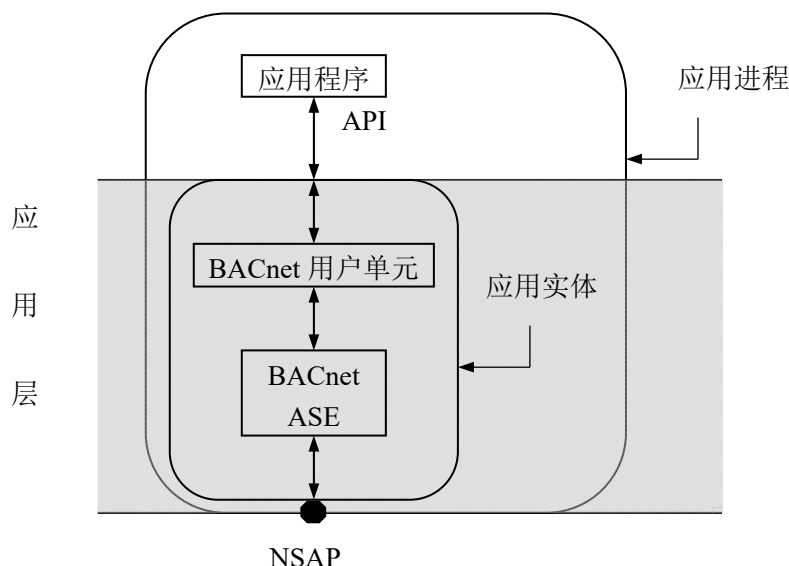 应用程序
API
应用进程
应
用
层
BACnet 用户单元
应用实体
BACnet
ASE
NSAP